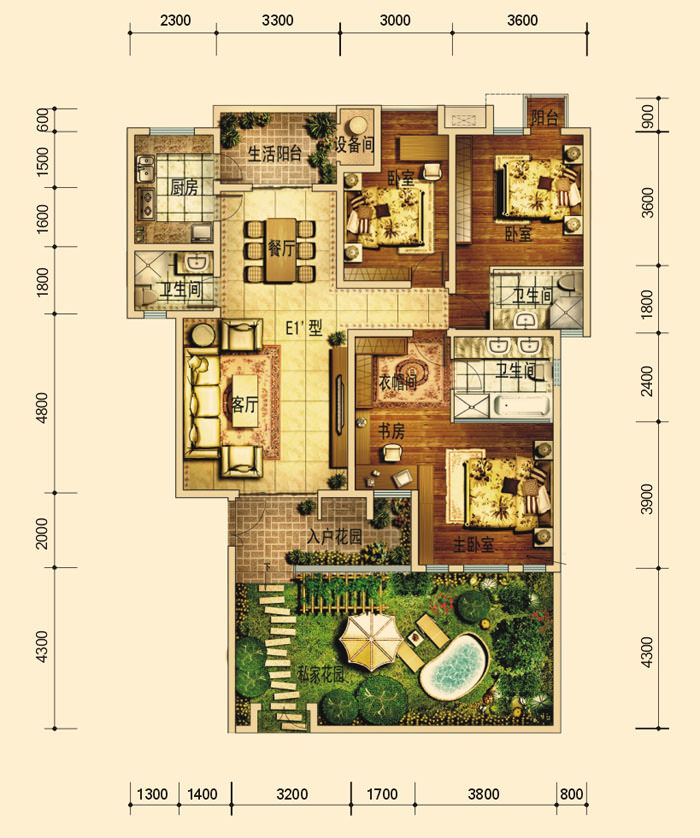 2300
3300
3000
3600
600
1500
1600
1800
4800
2000
4300
900
3600
1800
2400
3900
4300
阳台
生活阳台
设备间
厨房
卧室
卧室
餐厅
卫生间
卫生间
E1'型
卫生间
衣帽间
客厅
书房
入户花园
主卧室
下
私家花园
1300
1400
3200
1700
3800
800